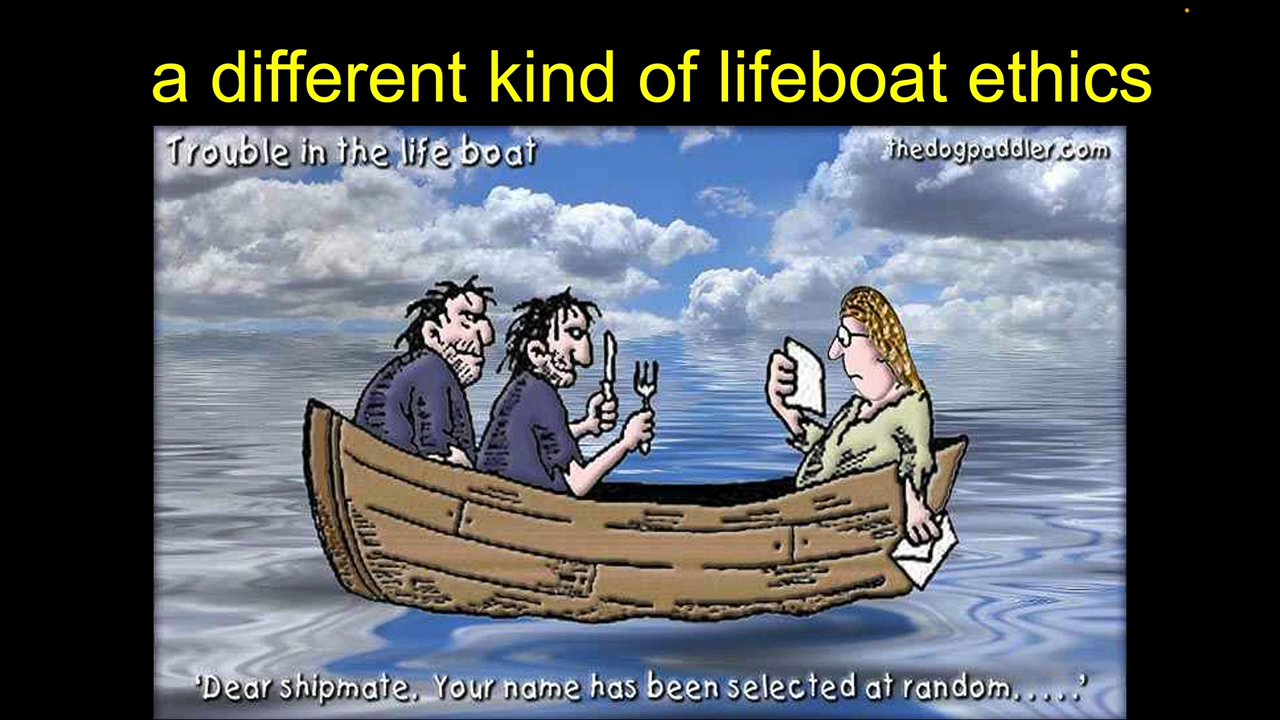 a different kind of lifeboat ethics
Trouble in the life boat
thedogpaddler.com
'Dear shipmate. Your name has been selected at random.....'